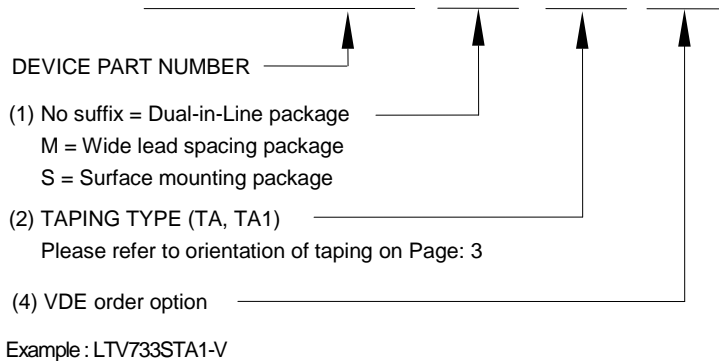 DEVICE PART NUMBER
(1) No suffix = Dual-in-Line package
M = Wide lead spacing package
S = Surface mounting package
(2) TAPING TYPE (TA, TA1)
Please refer to orientation of taping on Page: 3
(4) VDE order option
Example : LTV733STA1-V